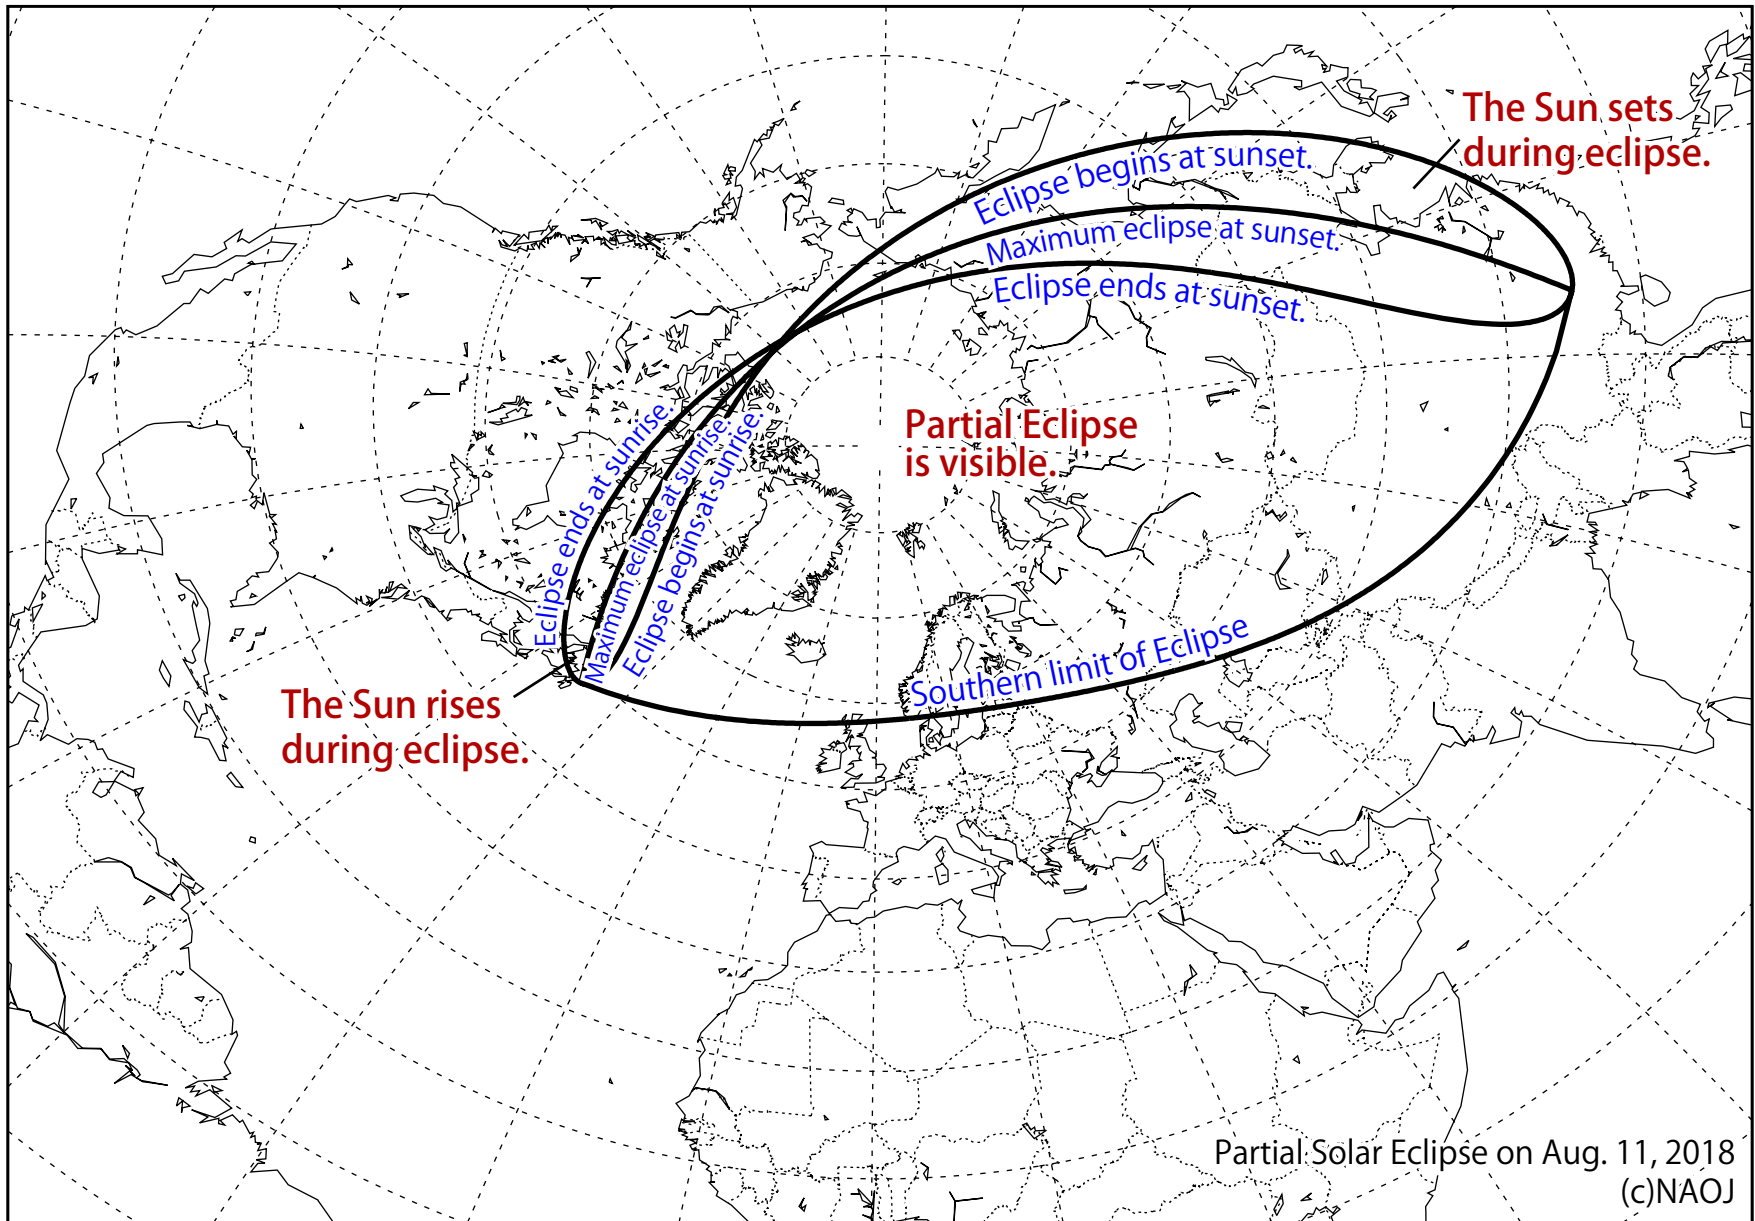 The Sun sets
during eclipse.
Eclipse begins at sunset.
Maximum eclipse at sunset.
Eclipse ends at sunset.
Partial Eclipse
is visible.
Eclipse ends at sunrise.
Maximum eclipse at sunrise.
Eclipse begins at sunrise.
Southern limit of Eclipse
The Sun rises
during eclipse.
Partial Solar Eclipse on Aug. 11, 2018
(c)NAOJ